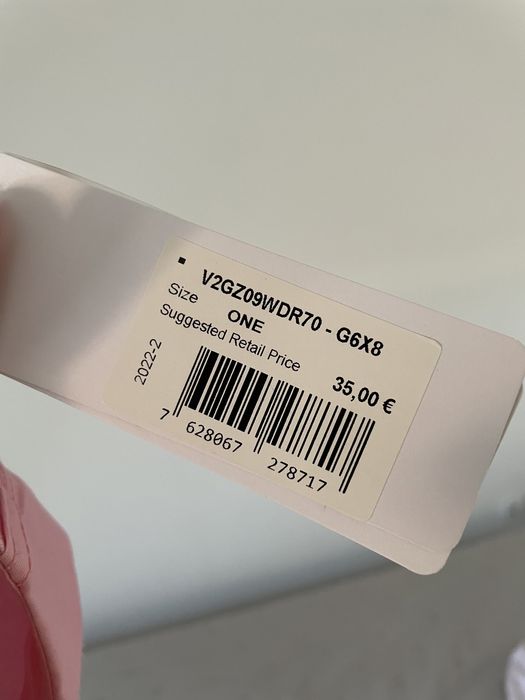 V2GZ09WDR70 - G6X8
Size ONE
Suggested Retail Price
35,00 €
2022-2
7 628067 278717